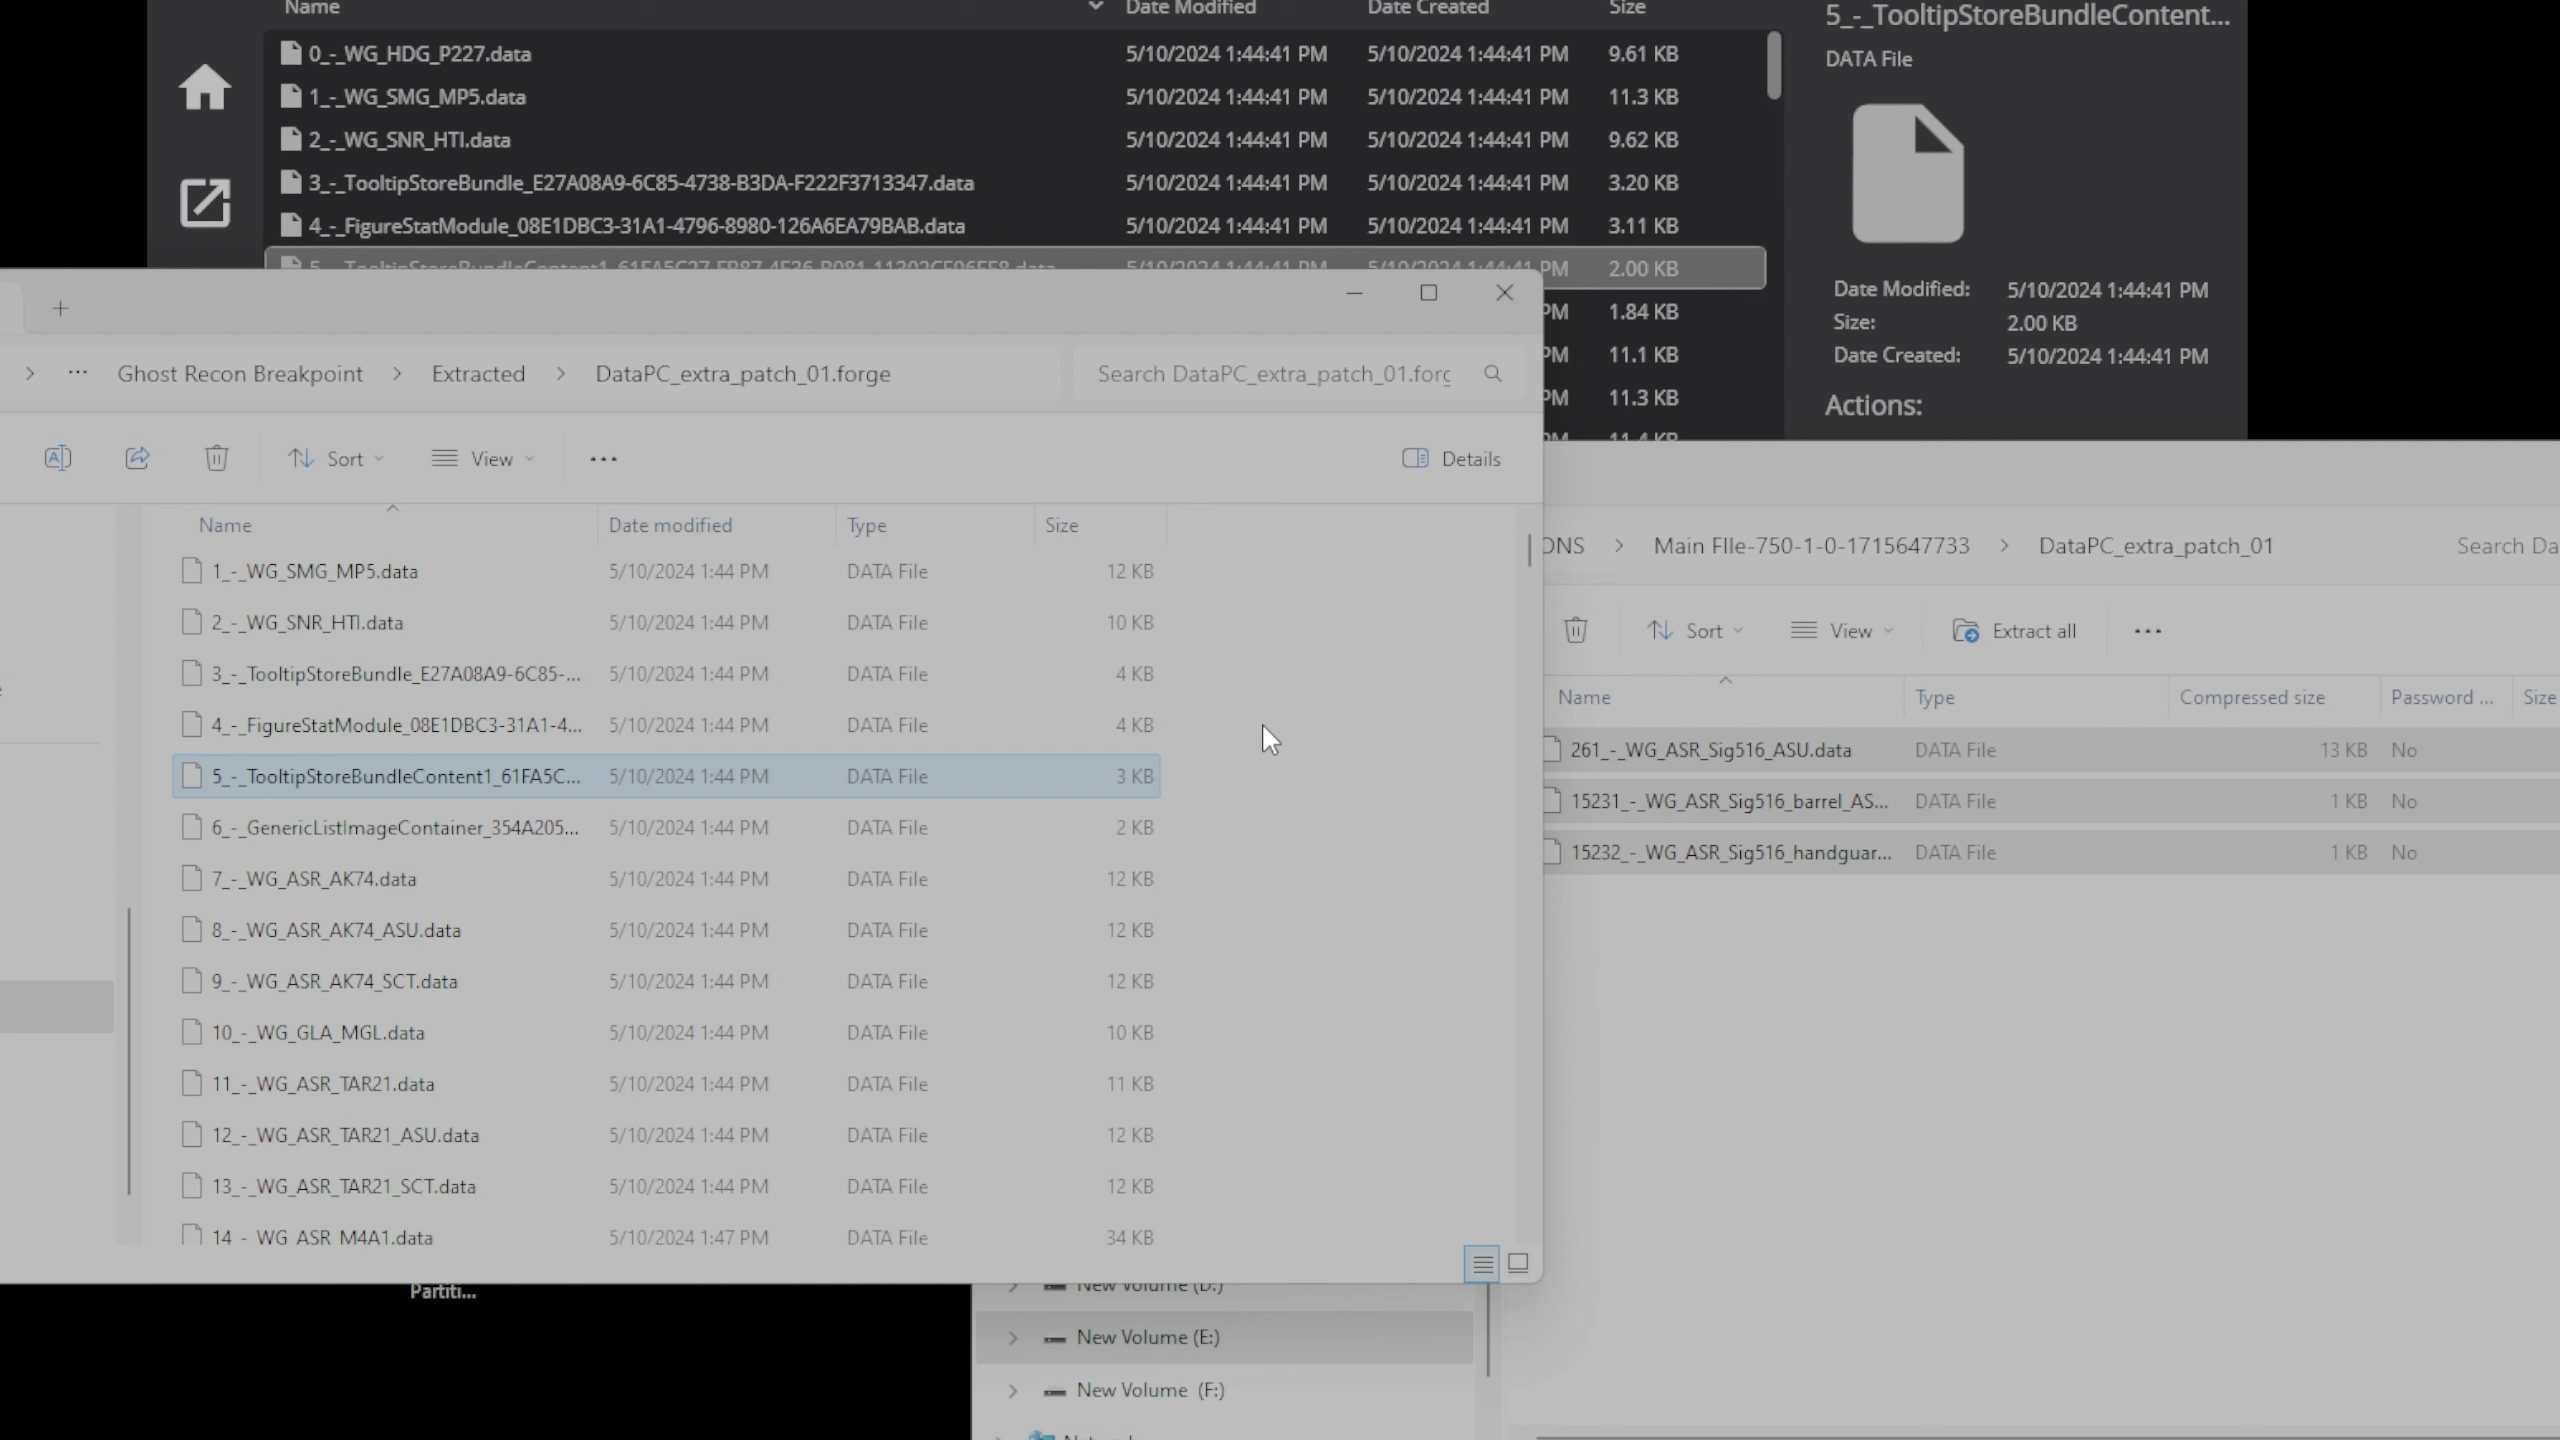 Name Date Modified Date Created Size
0_-_WG_HDG_P227.data 5/10/2024 1:44:41 PM 5/10/2024 1:44:41 PM 9.61 KB
1_-_WG_SMG_MP5.data 5/10/2024 1:44:41 PM 5/10/2024 1:44:41 PM 11.3 KB
2_-_WG_SNR_HTI.data 5/10/2024 1:44:41 PM 5/10/2024 1:44:41 PM 9.62 KB
3_-_TooltipStoreBundle_E27A08A9-6C85-4738-B3DA-F222F3713347.data 5/10/2024 1:44:41 PM 5/10/2024 1:44:41 PM 3.20 KB
4_-_FigureStatModule_08E1DBC3-31A1-4796-8980-126A6EA79BAB.data 5/10/2024 1:44:41 PM 5/10/2024 1:44:41 PM 3.11 KB
PM 2.00 KB
PM 1.84 KB
PM 11.1 KB
PM 11.3 KB
5_-_TooltipStoreBundleContent...
DATA File
Date Modified: 5/10/2024 1:44:41 PM
Size: 2.00 KB
Date Created: 5/10/2024 1:44:41 PM
Actions:
… Ghost Recon Breakpoint > Extracted > DataPC_extra_patch_01.forge
Search DataPC_extra_patch_01.forg
Sort View ... Details
Name Date modified Type Size
1_-_WG_SMG_MP5.data 5/10/2024 1:44 PM DATA File 12 KB
2_-_WG_SNR_HTI.data 5/10/2024 1:44 PM DATA File 10 KB
3_-_TooltipStoreBundle_E27A08A9-6C85-... 5/10/2024 1:44 PM DATA File 4 KB
4_-_FigureStatModule_08E1DBC3-31A1-4... 5/10/2024 1:44 PM DATA File 4 KB
5_-_TooltipStoreBundleContent1_61FA5C... 5/10/2024 1:44 PM DATA File 3 KB
6_-_GenericListImageContainer_354A205... 5/10/2024 1:44 PM DATA File 2 KB
7_-_WG_ASR_AK74.data 5/10/2024 1:44 PM DATA File 12 KB
8_-_WG_ASR_AK74_ASU.data 5/10/2024 1:44 PM DATA File 12 KB
9_-_WG_ASR_AK74_SCT.data 5/10/2024 1:44 PM DATA File 12 KB
10_-_WG_GLA_MGL.data 5/10/2024 1:44 PM DATA File 10 KB
11_-_WG_ASR_TAR21.data 5/10/2024 1:44 PM DATA File 11 KB
12_-_WG_ASR_TAR21_ASU.data 5/10/2024 1:44 PM DATA File 12 KB
13_-_WG_ASR_TAR21_SCT.data 5/10/2024 1:44 PM DATA File 12 KB
14_-_WG_ASR_M4A1.data 5/10/2024 1:47 PM DATA File 34 KB
ONS > Main FIle-750-1-0-1715647733 > DataPC_extra_patch_01
Search Da
Sort View Extract all ...
Name Type Compressed size Password ... Size
261_-_WG_ASR_Sig516_ASU.data DATA File 13 KB No
15231_-_WG_ASR_Sig516_barrel_AS... DATA File 1 KB No
15232_-_WG_ASR_Sig516_handguar... DATA File 1 KB No
Partiti...
New Volume (D:)
New Volume (E:)
New Volume (F:)